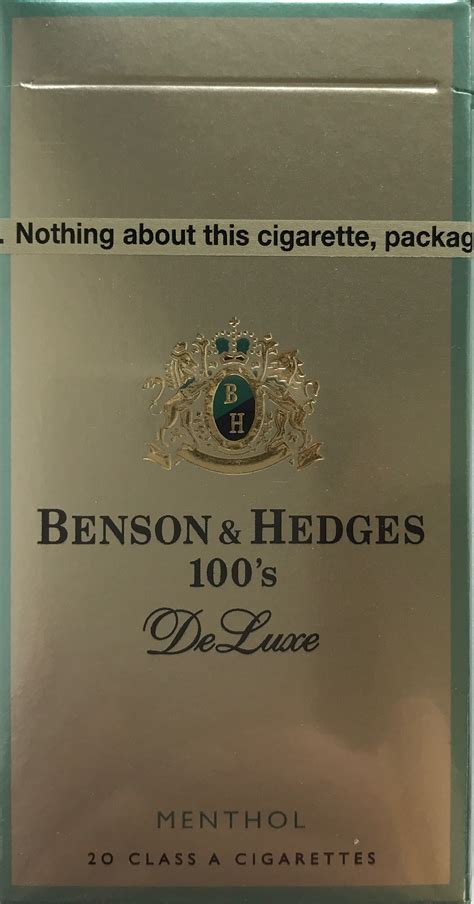 . Nothing about this cigarette, packag
B
H
BENSON & HEDGES
100's
DeLuxe
MENTHOL
20 CLASS A CIGARETTES